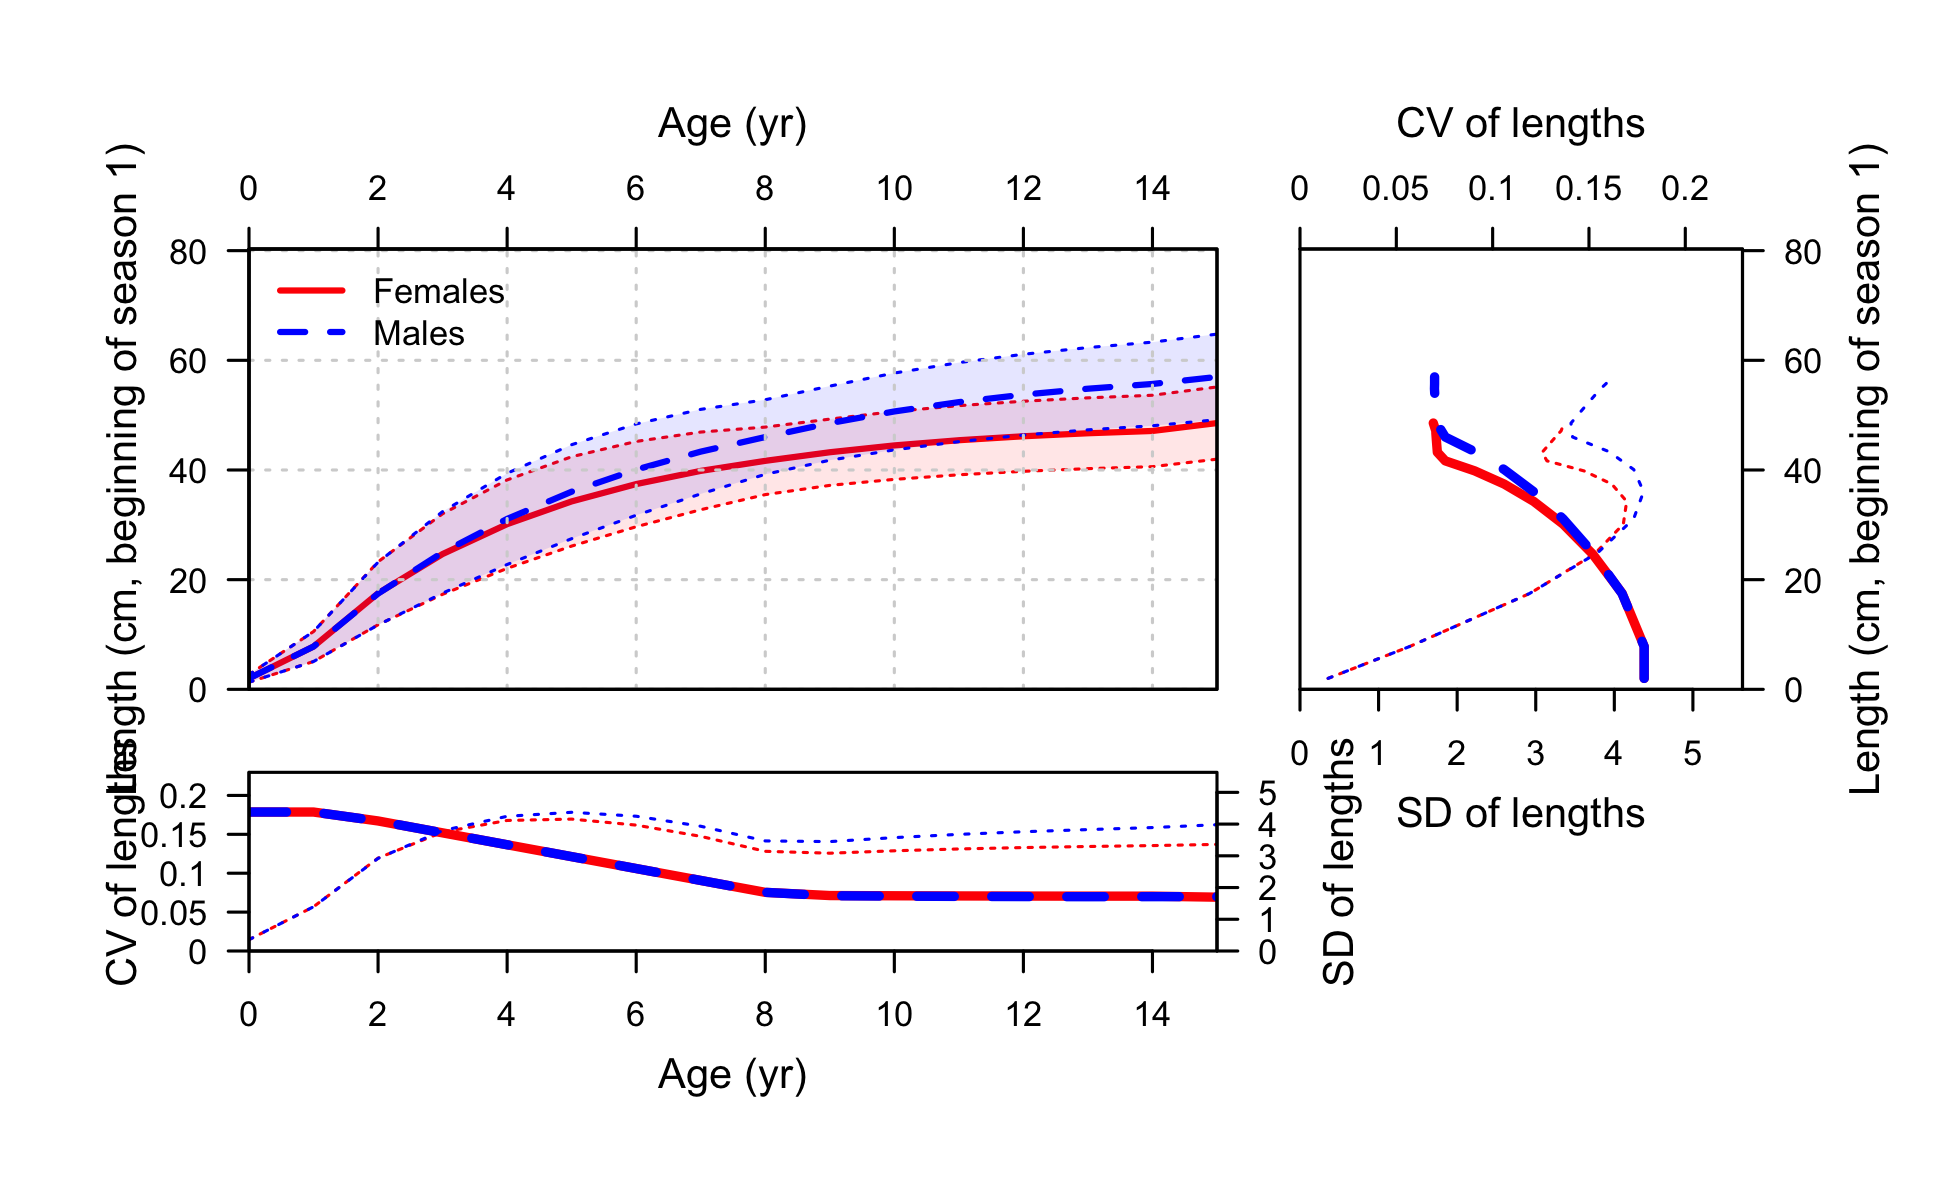 Age (yr)
CV of lengths
0 2 4 6 8 10 12 14
0 0.05 0.1 0.15 0.2
Length (cm, beginning of season 1)
80
60
40
20
0
Females
Males
80
60
40
20
0
Length (cm, beginning of season 1)
0 1 2 3 4 5
SD of lengths
CV of lengths
0.2
0.15
0.1
0.05
0
5
4
3
2
1
0
SD of lengths
0 2 4 6 8 10 12 14
Age (yr)